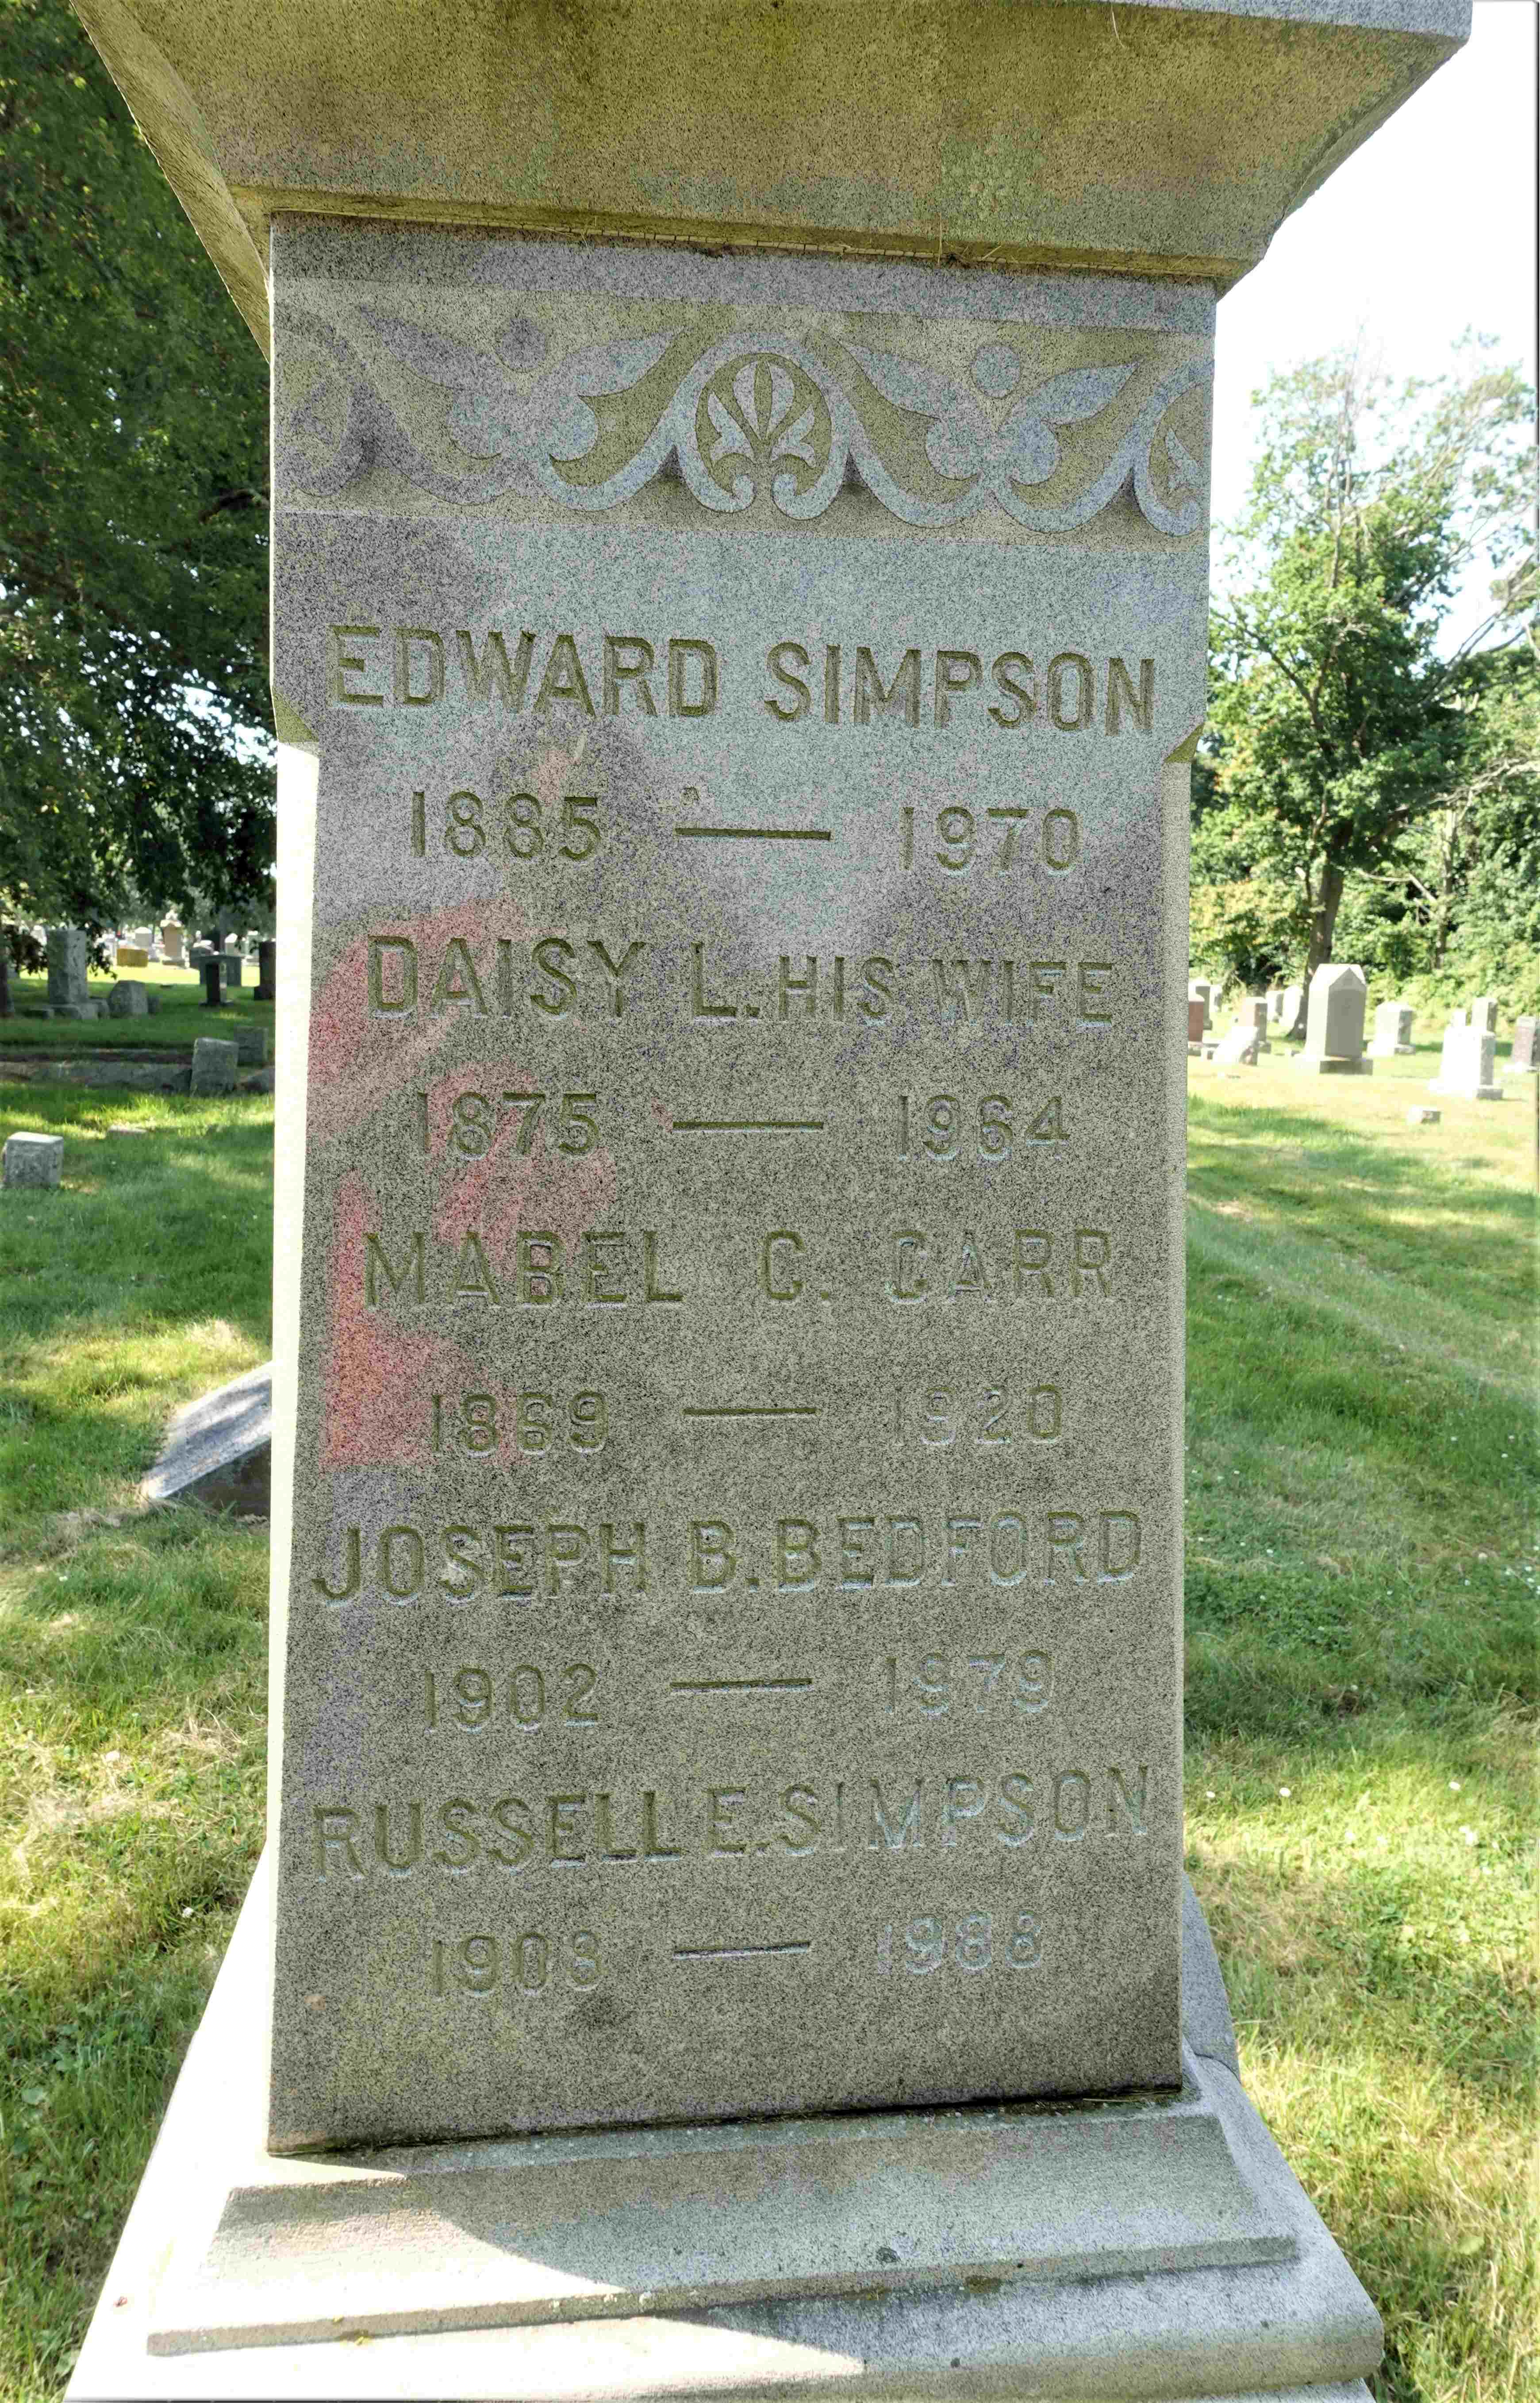 EDWARD SIMPSON
1885 — 1970
DAISY L. HIS WIFE
1875 — 1964
MABEL C. CARR
1869 — 1920
JOSEPH B. BEDFORD
1902 — 1979
RUSSELL E. SIMPSON
1903 — 1988